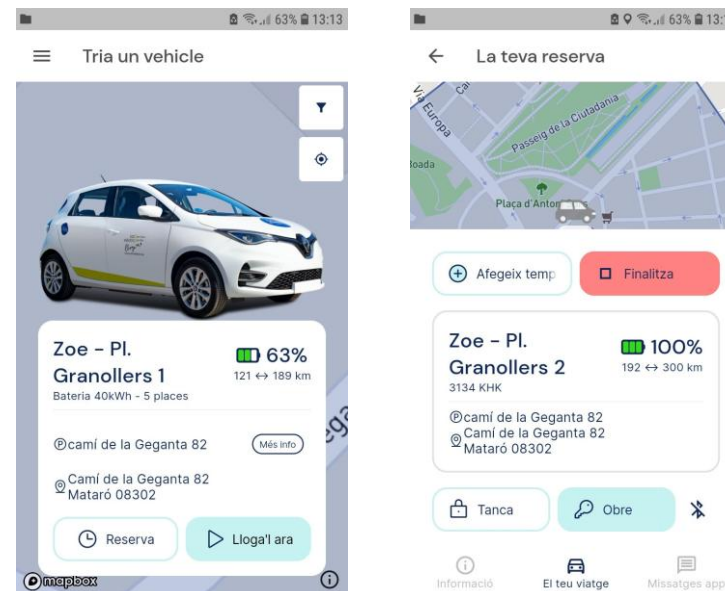 63% 13:13
Tria un vehicle
Zoe – Pl.
Granollers 1
63%
121 ↔ 189 km
Bateria 40kWh - 5 places
camí de la Geganta 82
Més info
Camí de la Geganta 82
Mataró 08302
Reserva
Lloga'l ara
mapbox
63% 13:1
La teva reserva
Via Europa
Passeig de la Ciutadania
Boada
Plaça d'Anton
Afegeix temp
Finalitza
Zoe – Pl.
Granollers 2
100%
192 ↔ 300 km
3134 KHK
camí de la Geganta 82
Camí de la Geganta 82
Mataró 08302
Tanca
Obre
Informació
El teu viatge
Missatges app